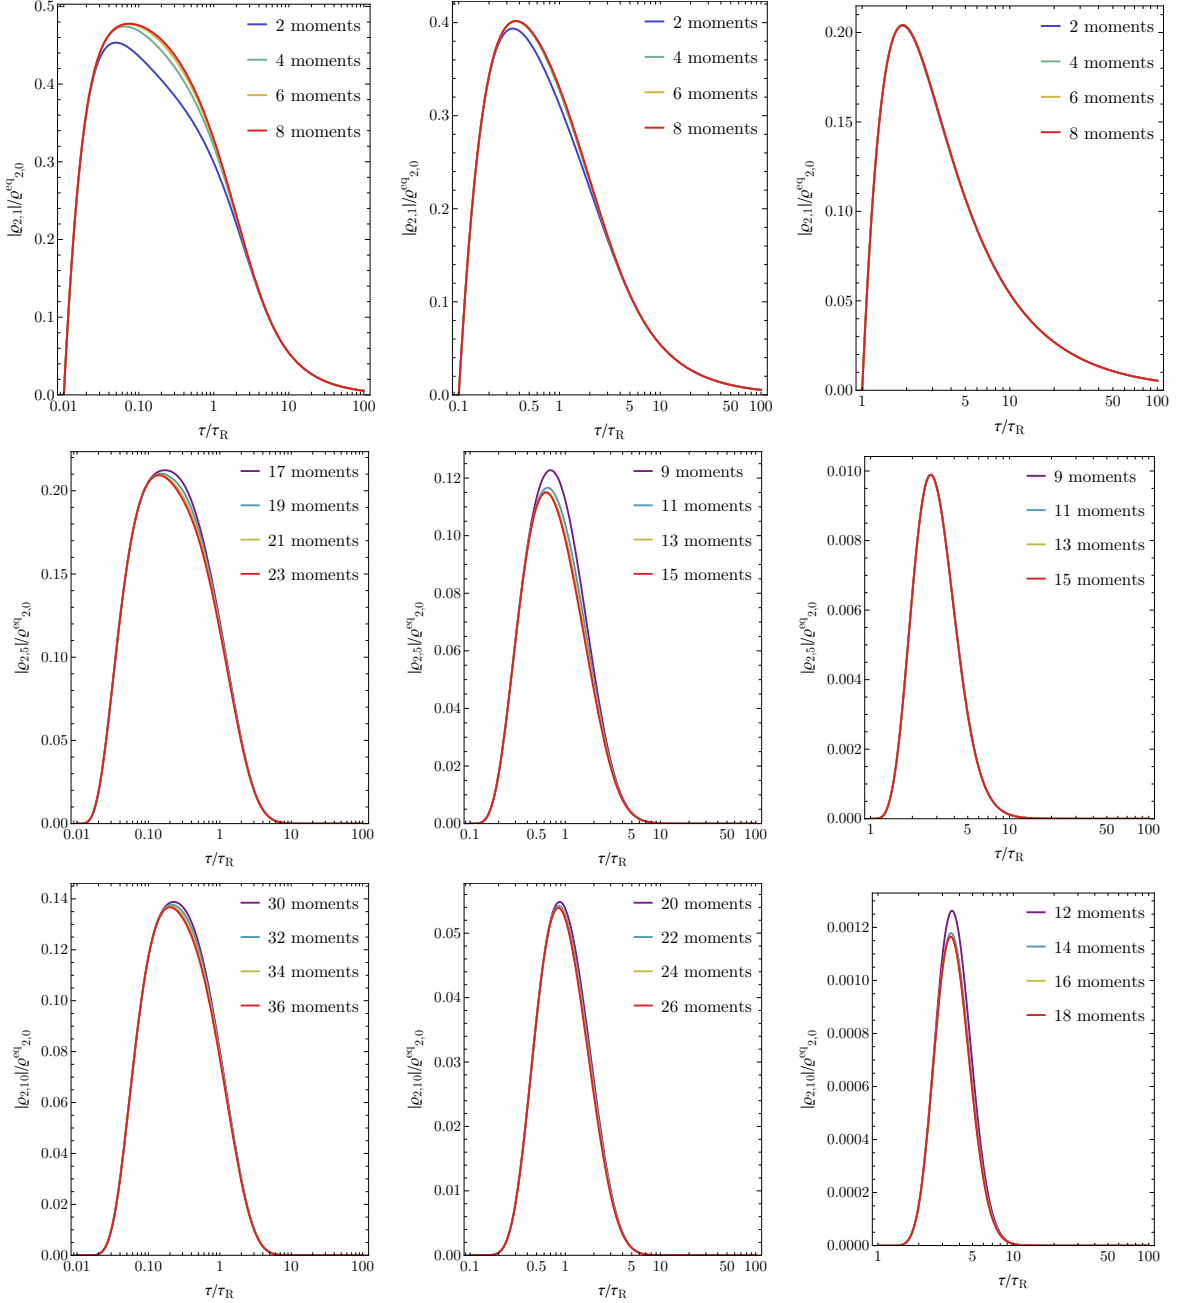 0.5
0.4
0.3
0.2
0.1
0.0
0.01 0.10 1 10 100
τ/τR
|ϱ2,1|/ϱeq2,0
2 moments
4 moments
6 moments
8 moments
0.4
0.3
0.2
0.1
0.0
0.1 0.5 1 5 10 50 100
τ/τR
|ϱ2,1|/ϱeq2,0
2 moments
4 moments
6 moments
8 moments
0.20
0.15
0.10
0.05
0.00
1 5 10 50 100
τ/τR
|ϱ2,1|/ϱeq2,0
2 moments
4 moments
6 moments
8 moments
0.20
0.15
0.10
0.05
0.00
0.01 0.10 1 10 100
τ/τR
|ϱ2,5|/ϱeq2,0
17 moments
19 moments
21 moments
23 moments
0.12
0.10
0.08
0.06
0.04
0.02
0.00
0.1 0.5 1 5 10 50 100
τ/τR
|ϱ2,5|/ϱeq2,0
9 moments
11 moments
13 moments
15 moments
0.010
0.008
0.006
0.004
0.002
0.000
1 5 10 50 100
τ/τR
|ϱ2,5|/ϱeq2,0
9 moments
11 moments
13 moments
15 moments
0.14
0.12
0.10
0.08
0.06
0.04
0.02
0.00
0.01 0.10 1 10 100
τ/τR
|ϱ2,10|/ϱeq2,0
30 moments
32 moments
34 moments
36 moments
0.05
0.04
0.03
0.02
0.01
0.00
0.1 0.5 1 5 10 50 100
τ/τR
|ϱ2,10|/ϱeq2,0
20 moments
22 moments
24 moments
26 moments
0.0012
0.0010
0.0008
0.0006
0.0004
0.0002
0.0000
1 5 10 50 100
τ/τR
|ϱ2,10|/ϱeq2,0
12 moments
14 moments
16 moments
18 moments